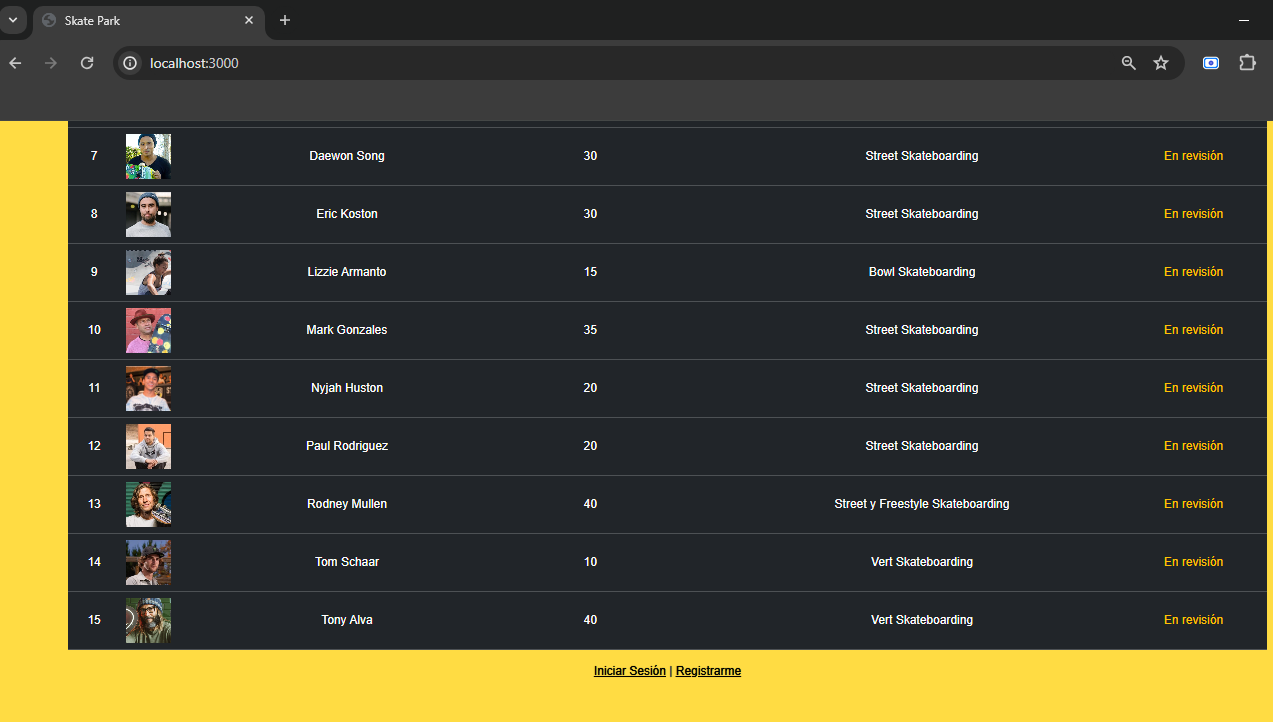 Skate Park
localhost:3000
7 Daewon Song 30 Street Skateboarding En revisión
8 Eric Koston 30 Street Skateboarding En revisión
9 Lizzie Armanto 15 Bowl Skateboarding En revisión
10 Mark Gonzales 35 Street Skateboarding En revisión
11 Nyjah Huston 20 Street Skateboarding En revisión
12 Paul Rodriguez 20 Street Skateboarding En revisión
13 Rodney Mullen 40 Street y Freestyle Skateboarding En revisión
14 Tom Schaar 10 Vert Skateboarding En revisión
15 Tony Alva 40 Vert Skateboarding En revisión
Iniciar Sesión | Registrarme